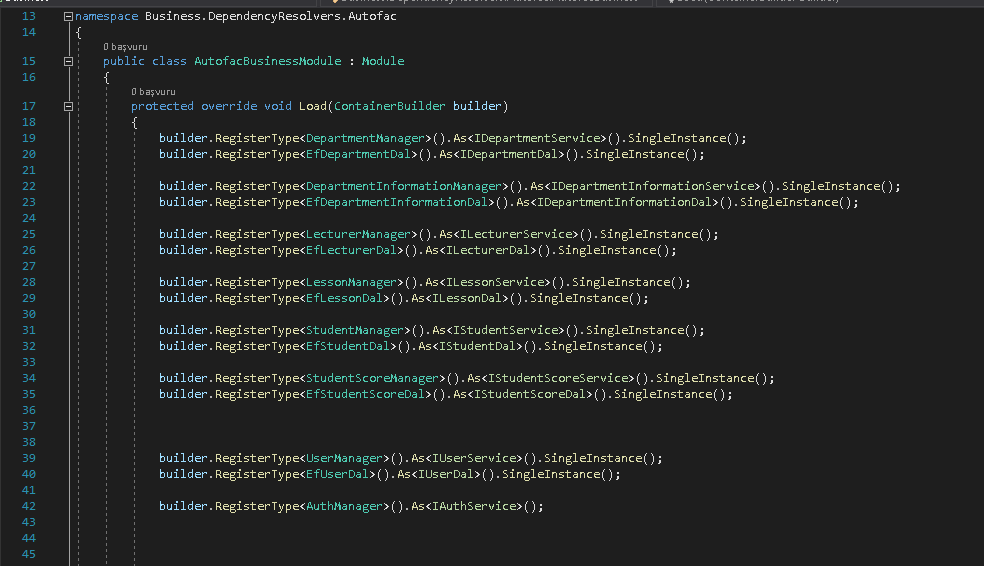 13 namespace Business.DependencyResolvers.Autofac
14 {
0 başvuru
15 public class AutofacBusinessModule : Module
16 {
0 başvuru
17 protected override void Load(ContainerBuilder builder)
18 {
19 builder.RegisterType<DepartmentManager>().As<IDepartmentService>().SingleInstance();
20 builder.RegisterType<EfDepartmentDal>().As<IDepartmentDal>().SingleInstance();
21
22 builder.RegisterType<DepartmentInformationManager>().As<IDepartmentInformationService>().SingleInstance();
23 builder.RegisterType<EfDepartmentInformationDal>().As<IDepartmentInformationDal>().SingleInstance();
24
25 builder.RegisterType<LecturerManager>().As<ILecturerService>().SingleInstance();
26 builder.RegisterType<EfLecturerDal>().As<ILecturerDal>().SingleInstance();
27
28 builder.RegisterType<LessonManager>().As<ILessonService>().SingleInstance();
29 builder.RegisterType<EfLessonDal>().As<ILessonDal>().SingleInstance();
30
31 builder.RegisterType<StudentManager>().As<IStudentService>().SingleInstance();
32 builder.RegisterType<EfStudentDal>().As<IStudentDal>().SingleInstance();
33
34 builder.RegisterType<StudentScoreManager>().As<IStudentScoreService>().SingleInstance();
35 builder.RegisterType<EfStudentScoreDal>().As<IStudentScoreDal>().SingleInstance();
36
37
38
39 builder.RegisterType<UserManager>().As<IUserService>().SingleInstance();
40 builder.RegisterType<EfUserDal>().As<IUserDal>().SingleInstance();
41
42 builder.RegisterType<AuthManager>().As<IAuthService>();
43
44
45